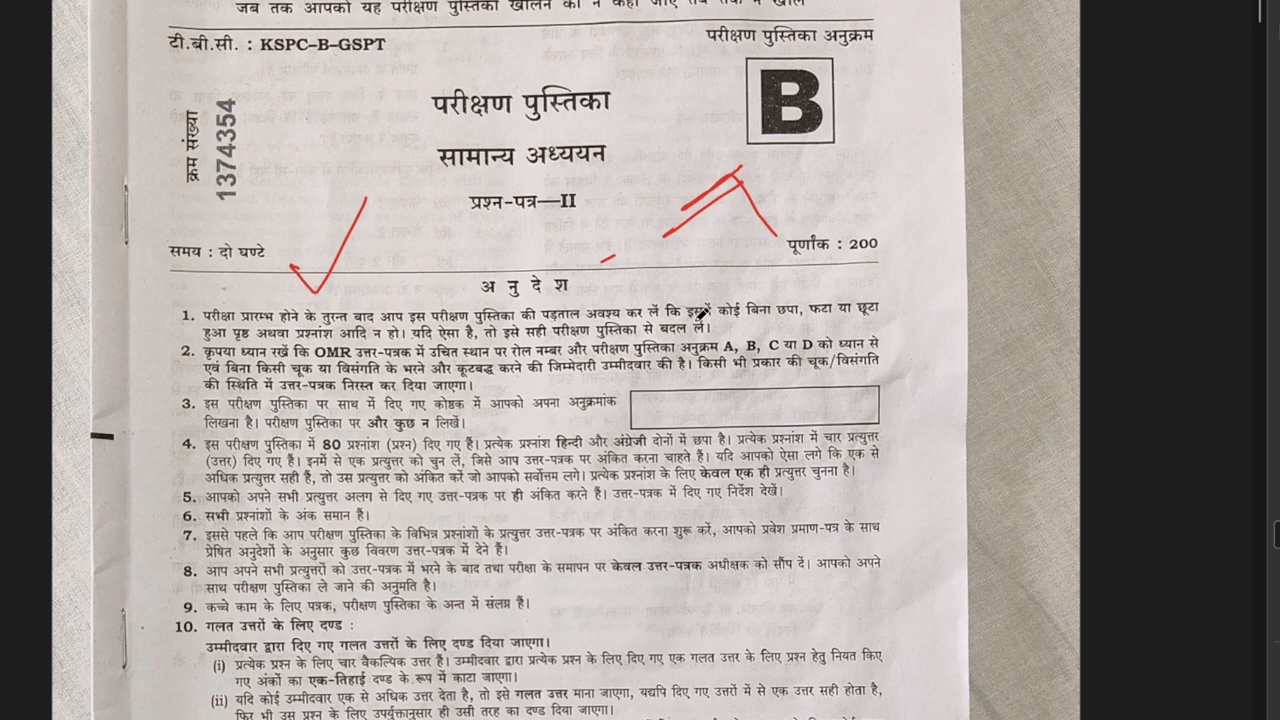 जब तक आपको यह परीक्षण पुस्तिका खोलने को न कहा जाए तब तक न खोलें
टी.बी.सी. : KSPC-B-GSPT
परीक्षण पुस्तिका अनुक्रम
क्रम संख्या
1374354
B
परीक्षण पुस्तिका
सामान्य अध्ययन
प्रश्न-पत्र—II
समय : दो घण्टे
पूर्णांक : 200
अ नु दे श
1. परीक्षा प्रारम्भ होने के तुरन्त बाद आप इस परीक्षण पुस्तिका की पड़ताल अवश्य कर लें कि इसमें कोई बिना छपा, फटा या छूटा
हुआ पृष्ठ अथवा प्रश्नांश आदि न हो। यदि ऐसा है, तो इसे सही परीक्षण पुस्तिका से बदल लें।
2. कृपया ध्यान रखें कि OMR उत्तर-पत्रक में उचित स्थान पर रोल नम्बर और परीक्षण पुस्तिका अनुक्रम A, B, C या D को ध्यान से
एवं बिना किसी चूक या विसंगति के भरने और कूटबद्ध करने की जिम्मेदारी उम्मीदवार की है। किसी भी प्रकार की चूक/विसंगति
की स्थिति में उत्तर-पत्रक निरस्त कर दिया जाएगा।
3. इस परीक्षण पुस्तिका पर साथ में दिए गए कोष्ठक में आपको अपना अनुक्रमांक
लिखना है। परीक्षण पुस्तिका पर और कुछ न लिखें।
4. इस परीक्षण पुस्तिका में 80 प्रश्नांश (प्रश्न) दिए गए हैं। प्रत्येक प्रश्नांश हिन्दी और अंग्रेजी दोनों में छपा है। प्रत्येक प्रश्नांश में चार प्रत्युत्तर
(उत्तर) दिए गए हैं। इनमें से एक प्रत्युत्तर को चुन लें, जिसे आप उत्तर-पत्रक पर अंकित करना चाहते है। यदि आपको ऐसा लगे कि एक से
अधिक प्रत्युत्तर सही हैं, तो उस प्रत्युत्तर को अंकित करें जो आपको सर्वोत्तम लगे। प्रत्येक प्रश्नांश के लिए केवल एक ही प्रत्युत्तर चुनना है।
5. आपको अपने सभी प्रत्युत्तर अलग से दिए गए उत्तर-पत्रक पर ही अंकित करने हैं। उत्तर-पत्रक में दिए गए निर्देश देखें।
6. सभी प्रश्नांशों के अंक समान हैं।
7. इससे पहले कि आप परीक्षण पुस्तिका के विभिन्न प्रश्नांशों के प्रत्युत्तर उत्तर-पत्रक पर अंकित करना शुरू करें, आपको प्रवेश प्रमाण-पत्र के साथ
प्रेषित अनुदेशों के अनुसार कुछ विवरण उत्तर-पत्रक में देने हैं।
8. आप अपने सभी प्रत्युत्तरों को उत्तर-पत्रक में भरने के बाद तथा परीक्षा के समापन पर केवल उत्तर-पत्रक अधीक्षक को सौंप दें। आपको अपने
साथ परीक्षण पुस्तिका ले जाने की अनुमति है।
9. कच्चे काम के लिए पत्रक, परीक्षण पुस्तिका के अन्त में संलग्न हैं।
10. गलत उत्तरों के लिए दण्ड :
उम्मीदवार द्वारा दिए गए गलत उत्तरों के लिए दण्ड दिया जाएगा।
(i) प्रत्येक प्रश्न के लिए चार वैकल्पिक उत्तर हैं। उम्मीदवार द्वारा प्रत्येक प्रश्न के लिए दिए गए एक गलत उत्तर के लिए प्रश्न हेतु नियत किए
गए अंकों का एक-तिहाई दण्ड के रूप में काटा जाएगा।
(ii) यदि कोई उम्मीदवार एक से अधिक उत्तर देता है, तो इसे गलत उत्तर माना जाएगा, यद्यपि दिए गए उत्तरों में से एक उत्तर सही होता है,
फिर भी उस प्रश्न के लिए उपर्युक्तानुसार ही उसी तरह का दण्ड दिया जाएगा।